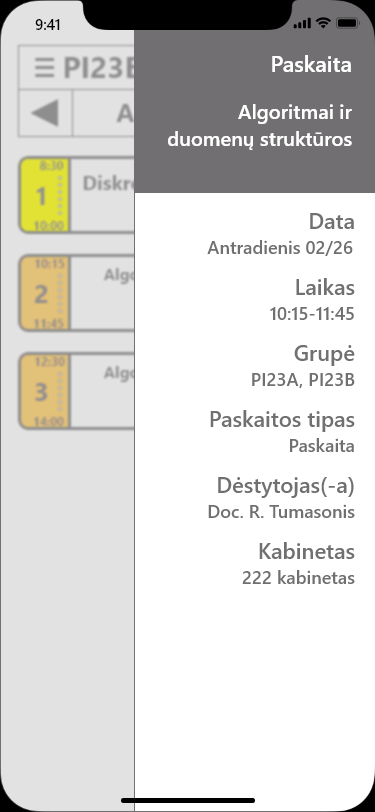 9:41
☰ PI23B
◀ A
8:30
1
10:00
10:15
2
11:45
12:30
3
14:00
Paskaita
Algoritmai ir
duomenų struktūros
Data
Antradienis 02/26
Laikas
10:15-11:45
Grupė
PI23A, PI23B
Paskaitos tipas
Paskaita
Dėstytojas(-a)
Doc. R. Tumasonis
Kabinetas
222 kabinetas